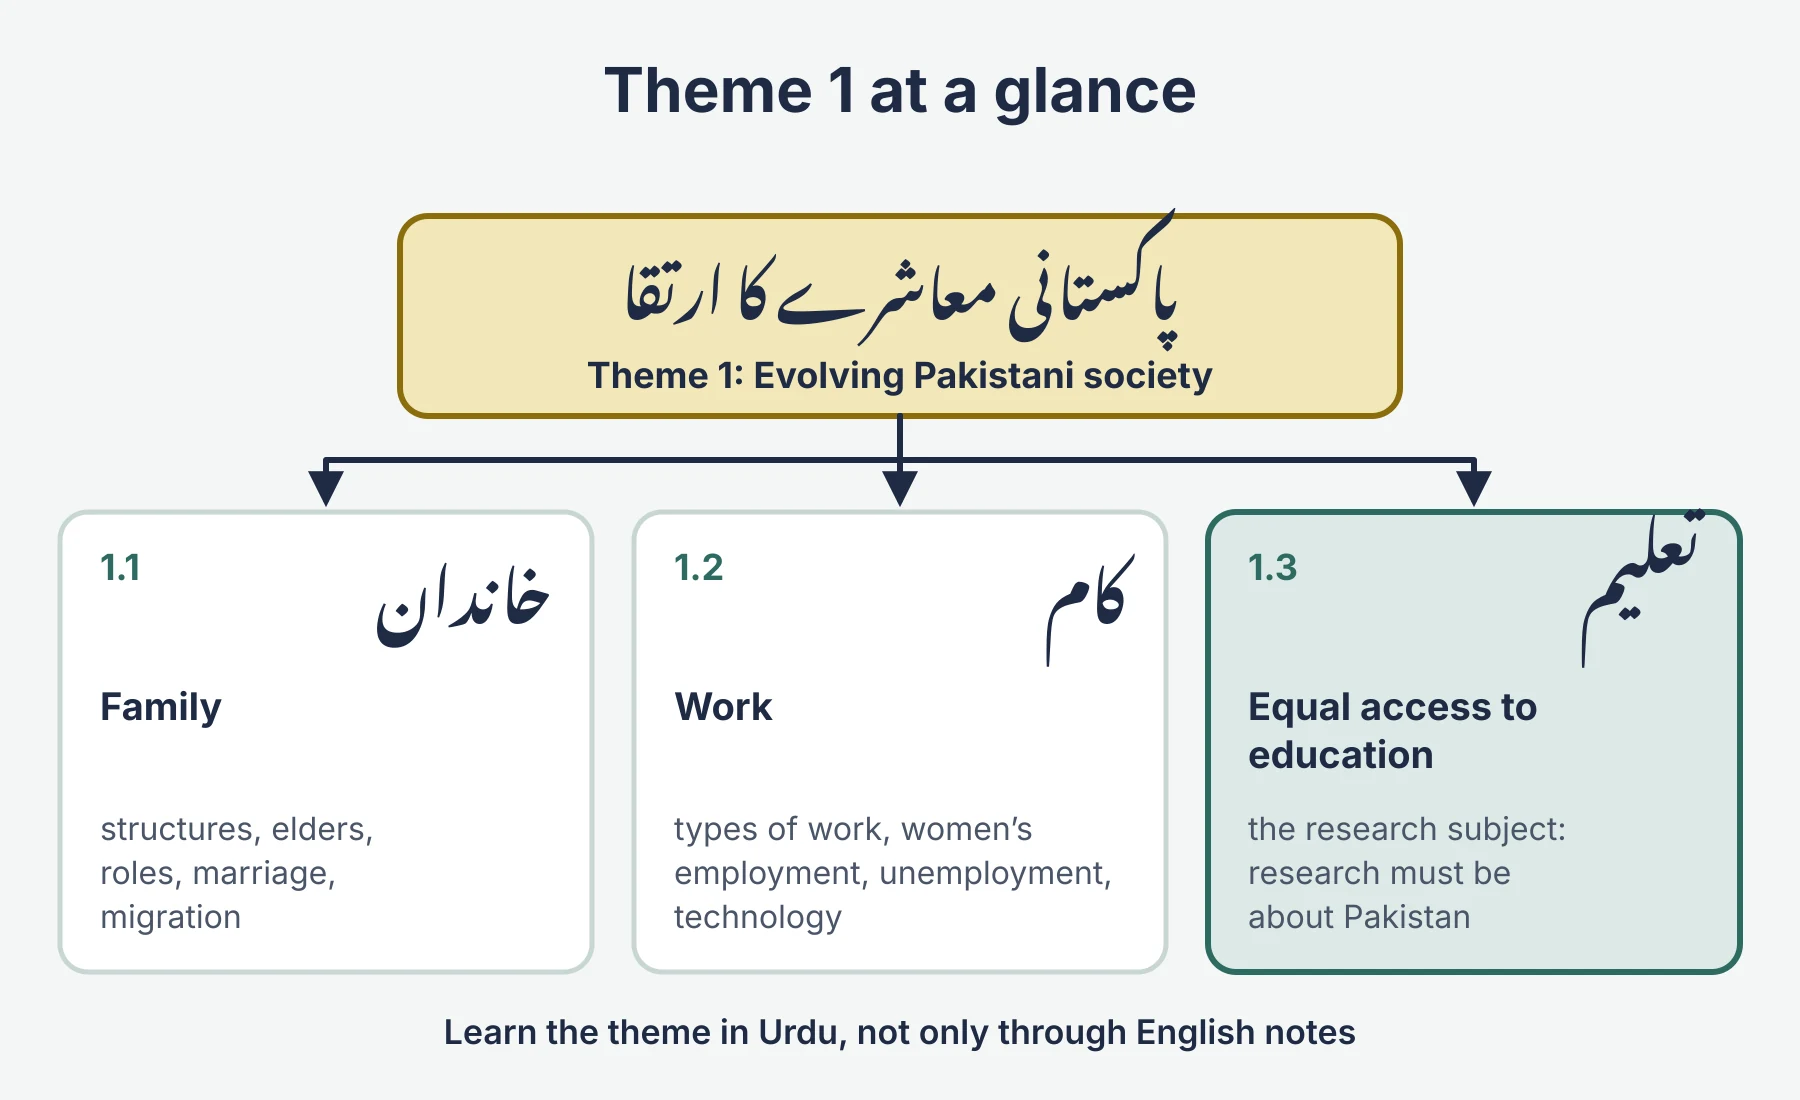 Theme 1 at a glance
پاکستانی معاشرے کا ارتقا
Theme 1: Evolving Pakistani society
1.1
خاندان
Family
structures, elders,
roles, marriage,
migration
1.2
کام
Work
types of work, women’s
employment, unemployment,
technology
1.3
تعلیم
Equal access to
education
the research subject:
research must be
about Pakistan
Learn the theme in Urdu, not only through English notes